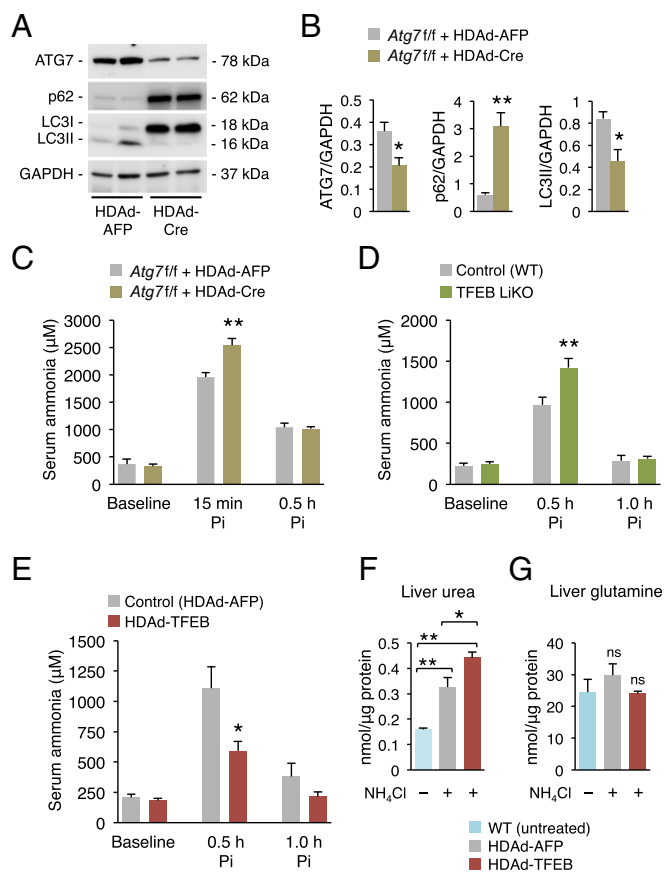 A
ATG7 -
- 78 kDa
p62 -
- 62 kDa
LC3I -
- 18 kDa
LC3II -
- 16 kDa
GAPDH -
- 37 kDa
HDAd-
AFP
HDAd-
Cre
B
Atg7f/f + HDAd-AFP
Atg7f/f + HDAd-Cre
ATG7/GAPDH
0.6
0.4
0.2
0
*
p62/GAPDH
4
3
2
1
0
**
LC3II/GAPDH
1
0.8
0.6
0.4
0.2
0
*
C
Atg7f/f + HDAd-AFP
Atg7f/f + HDAd-Cre
Serum ammonia (µM)
3000
2500
2000
1500
1000
500
0
**
Baseline
15 min
Pi
0.5 h
Pi
D
Control (WT)
TFEB LiKO
Serum ammonia (µM)
2000
1500
1000
500
0
**
Baseline
0.5 h
Pi
1.0 h
Pi
E
Control (HDAd-AFP)
HDAd-TFEB
Serum ammonia (µM)
1500
1250
1000
750
500
250
0
*
Baseline
0.5 h
Pi
1.0 h
Pi
F
Liver urea
nmol/µg protein
0.5
0.4
0.3
0.2
0.1
0
*
**
**
NH4Cl − + +
G
Liver glutamine
nmol/µg protein
40
30
20
10
0
ns
ns
NH4Cl − + +
WT (untreated)
HDAd-AFP
HDAd-TFEB